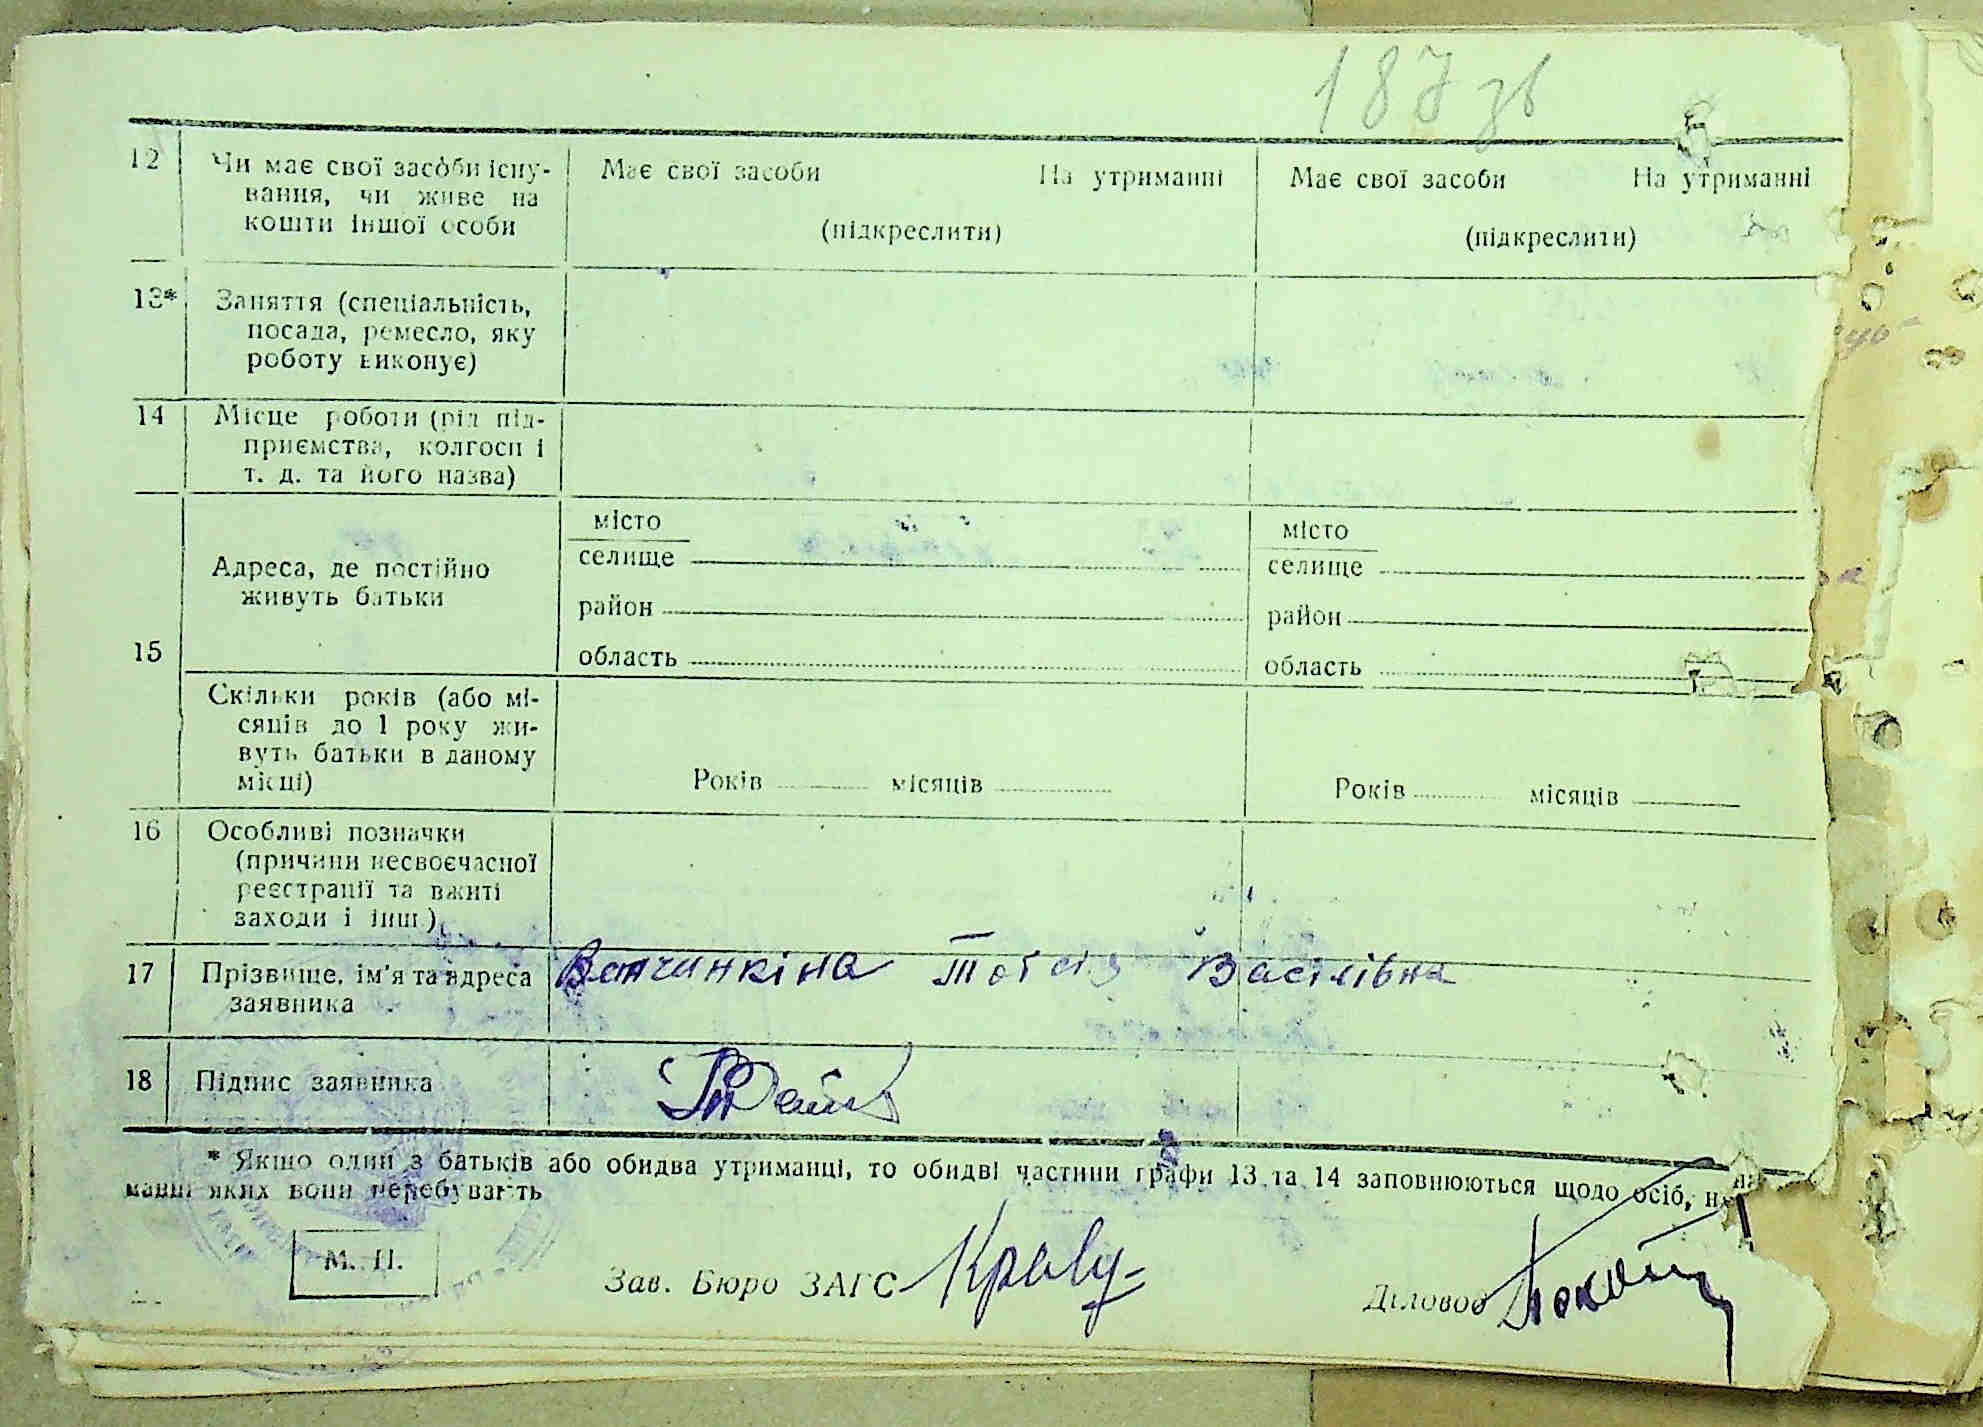 187 зв
12 Чи має свої засоби існу-
вання, чи живе на
кошти іншої особи
Має свої засоби На утриманні
(підкреслити)
Має свої засоби На утриманні
(підкреслити)
13* Заняття (спеціальність,
посада, ремесло, яку
роботу виконує)
14 Місце роботи (рід під-
приємства, колгосп і
т. д. та його назва)
15 Адреса, де постійно
живуть батьки
місто
селище
район
область
місто
селище
район
область
Скільки років (або мі-
сяців до 1 року жи-
вуть батьки в даному
місці)
Років місяців
Років місяців
16 Особливі позначки
(причини несвоєчасної
реєстрації та вжиті
заходи і інш.)
17 Прізвище, ім'я та адреса
заявника
Василівна
18 Підпис заявника
* Якщо один з батьків або обидва утриманці, то обидві частини графи 13 та 14 заповнюються щодо осіб, на
манні яких вони перебувають
М. П.
Зав. Бюро ЗАГС
Діловод